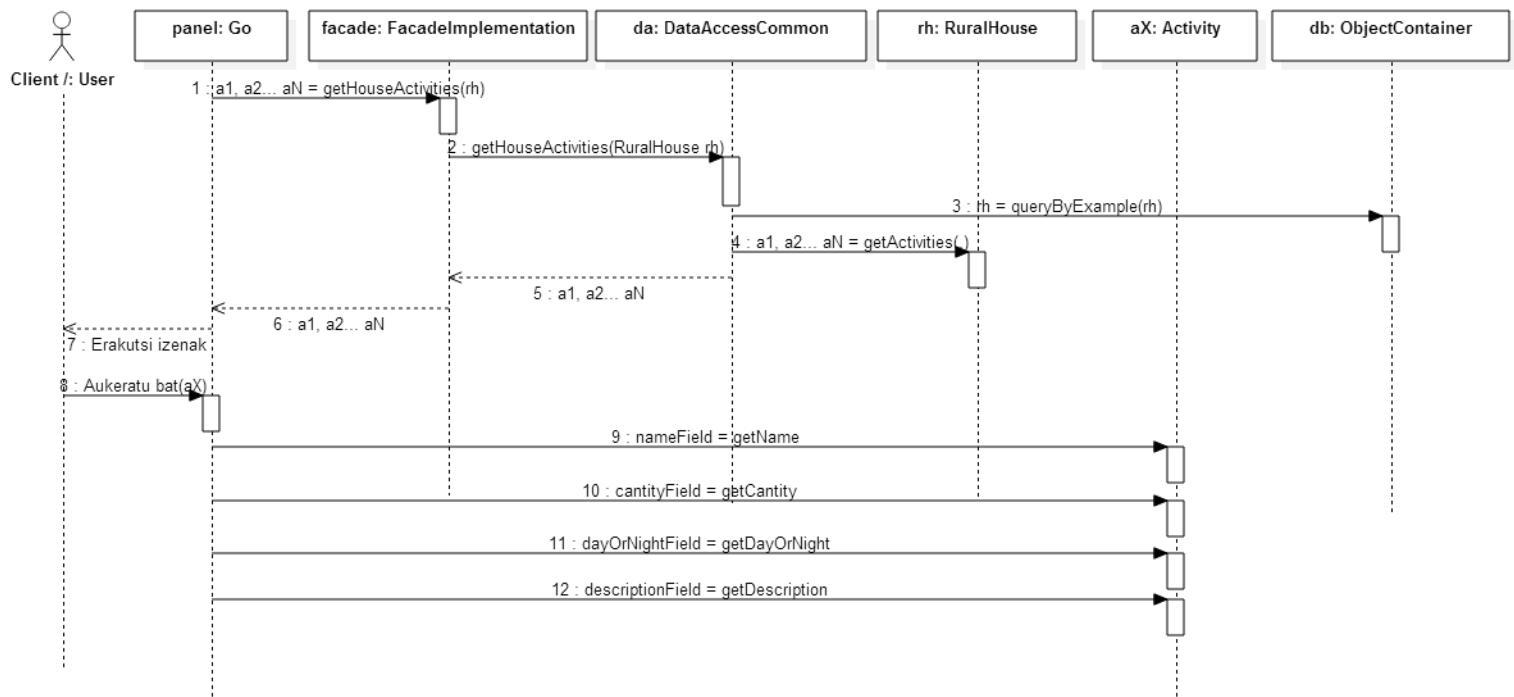 panel: Go
facade: FacadeImplementation
da: DataAccessCommon
rh: RuralHouse
aX: Activity
db: ObjectContainer
Client /: User
1 : a1, a2... aN = getHouseActivities(rh)
2 : getHouseActivities(RuralHouse rh)
3 : rh = queryByExample(rh)
4 : a1, a2... aN = getActivities( )
5 : a1, a2... aN
6 : a1, a2... aN
7 : Erakutsi izenak
8 : Aukeratu bat(aX)
9 : nameField = getName
10 : cantityField = getCantity
11 : dayOrNightField = getDayOrNight
12 : descriptionField = getDescription